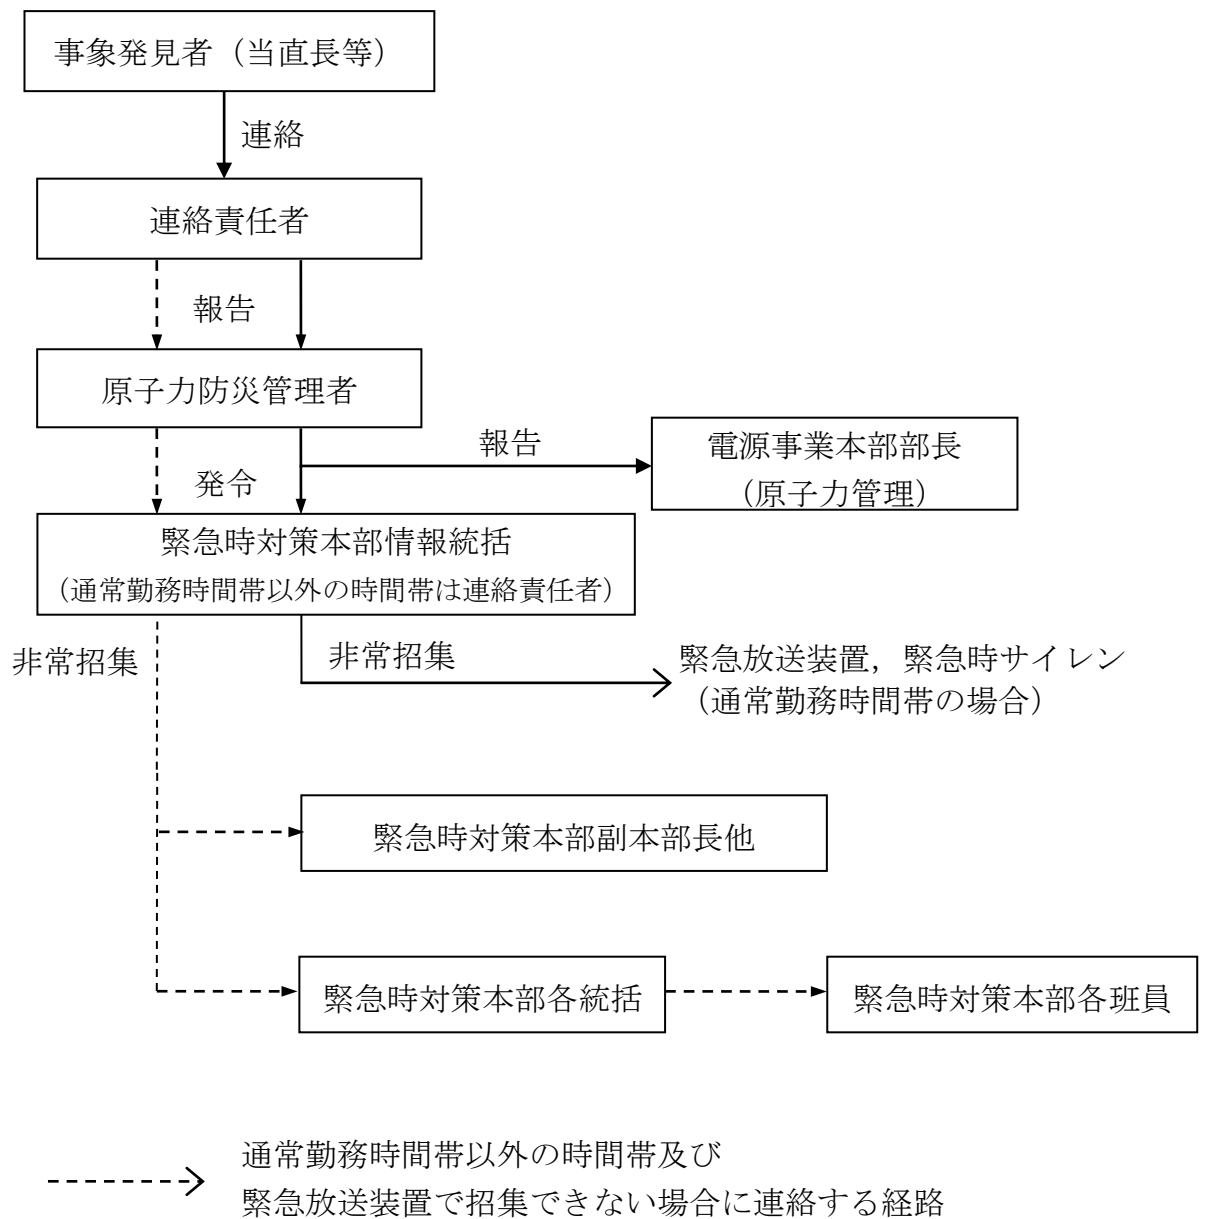 事象発見者（当直長等）
連絡
連絡責任者
報告
原子力防災管理者
報告
電源事業本部部長
（原子力管理）
発令
緊急時対策本部情報統括
（通常勤務時間帯以外の時間帯は連絡責任者）
非常招集
非常招集
緊急放送装置，緊急時サイレン
（通常勤務時間帯の場合）
緊急時対策本部副本部長他
緊急時対策本部各統括
緊急時対策本部各班員
通常勤務時間帯以外の時間帯及び
緊急放送装置で招集できない場合に連絡する経路